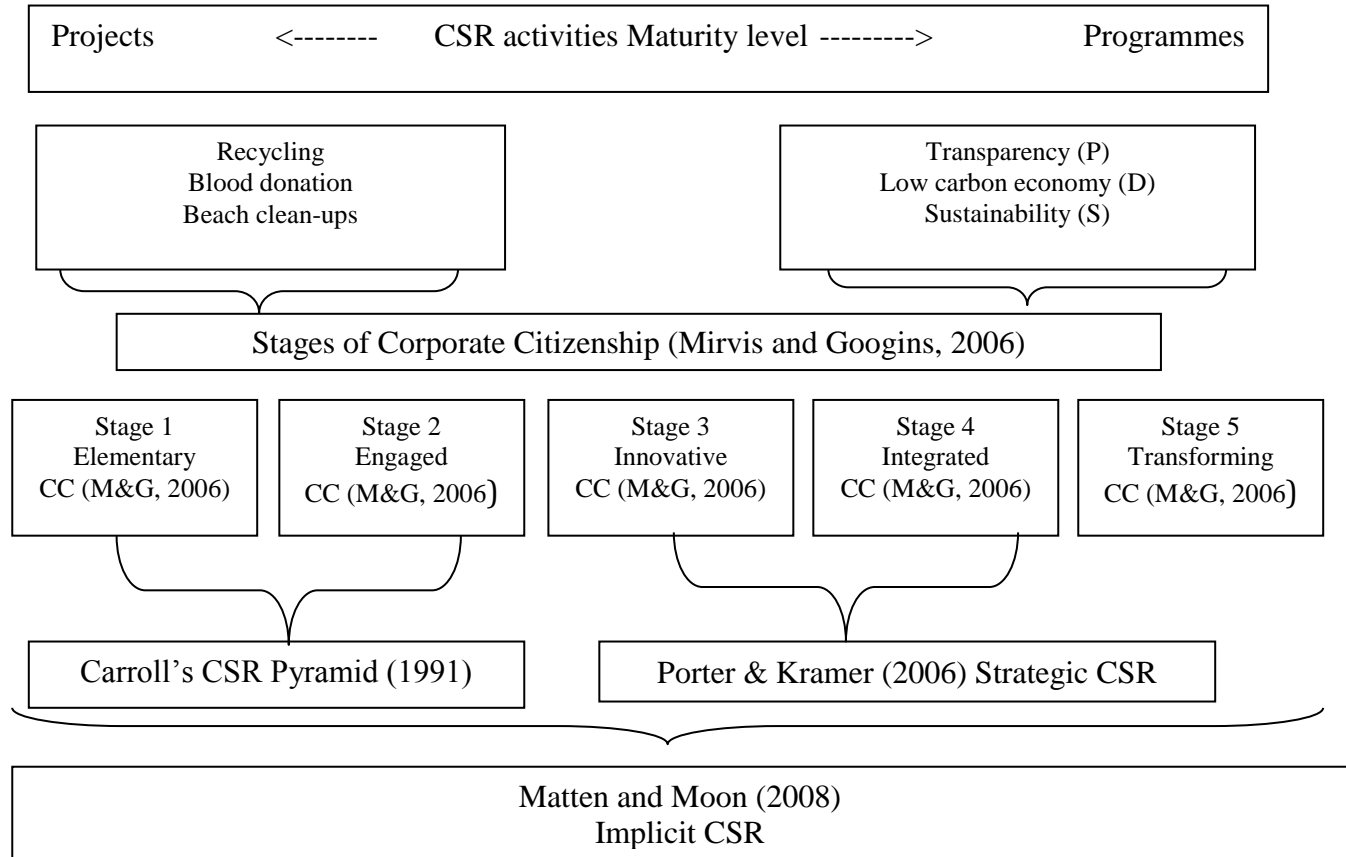 Projects <-------- CSR activities Maturity level ---------> Programmes
Recycling
Blood donation
Beach clean-ups
Transparency (P)
Low carbon economy (D)
Sustainability (S)
Stages of Corporate Citizenship (Mirvis and Googins, 2006)
Stage 1
Elementary
CC (M&G, 2006)
Stage 2
Engaged
CC (M&G, 2006)
Stage 3
Innovative
CC (M&G, 2006)
Stage 4
Integrated
CC (M&G, 2006)
Stage 5
Transforming
CC (M&G, 2006)
Carroll’s CSR Pyramid (1991)
Porter & Kramer (2006) Strategic CSR
Matten and Moon (2008)
Implicit CSR